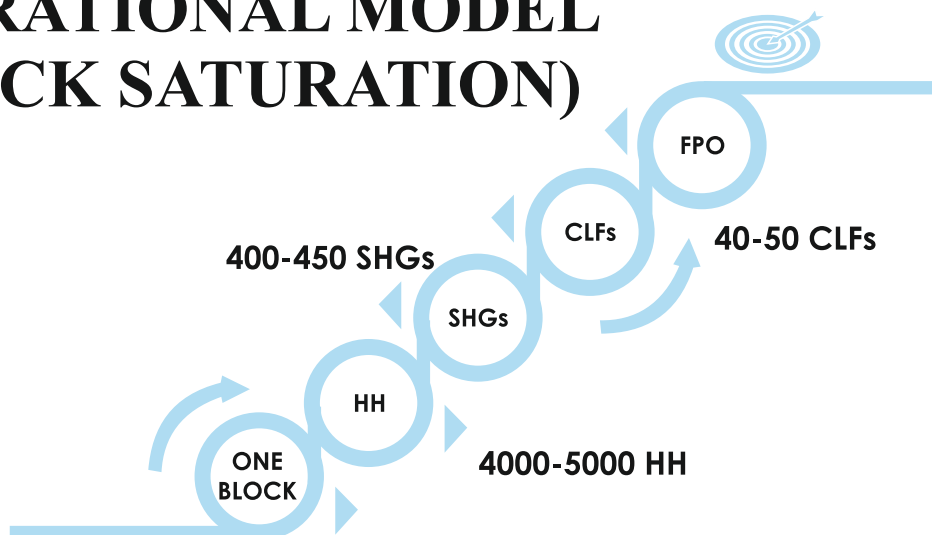 RATIONAL MODEL
CK SATURATION)
FPO
CLFs
40-50 CLFs
400-450 SHGs
SHGs
HH
4000-5000 HH
ONE
BLOCK